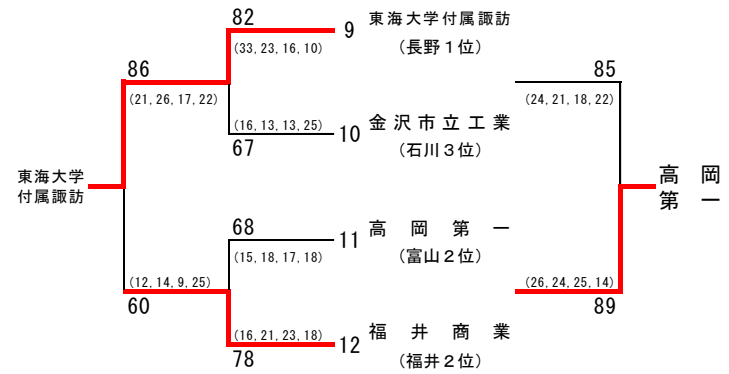 82
(33, 23, 16, 10)
9
東海大学付属諏訪
(長野1位)
86
(21, 26, 17, 22)
(16, 13, 13, 25)
67
10
金沢市立工業
(石川3位)
東海大学
付属諏訪
68
(15, 18, 17, 18)
11
高岡第一
(富山2位)
(12, 14, 9, 25)
60
(16, 21, 23, 18)
78
12
福井商業
(福井2位)
85
(24, 21, 18, 22)
高岡
第一
(26, 24, 25, 14)
89